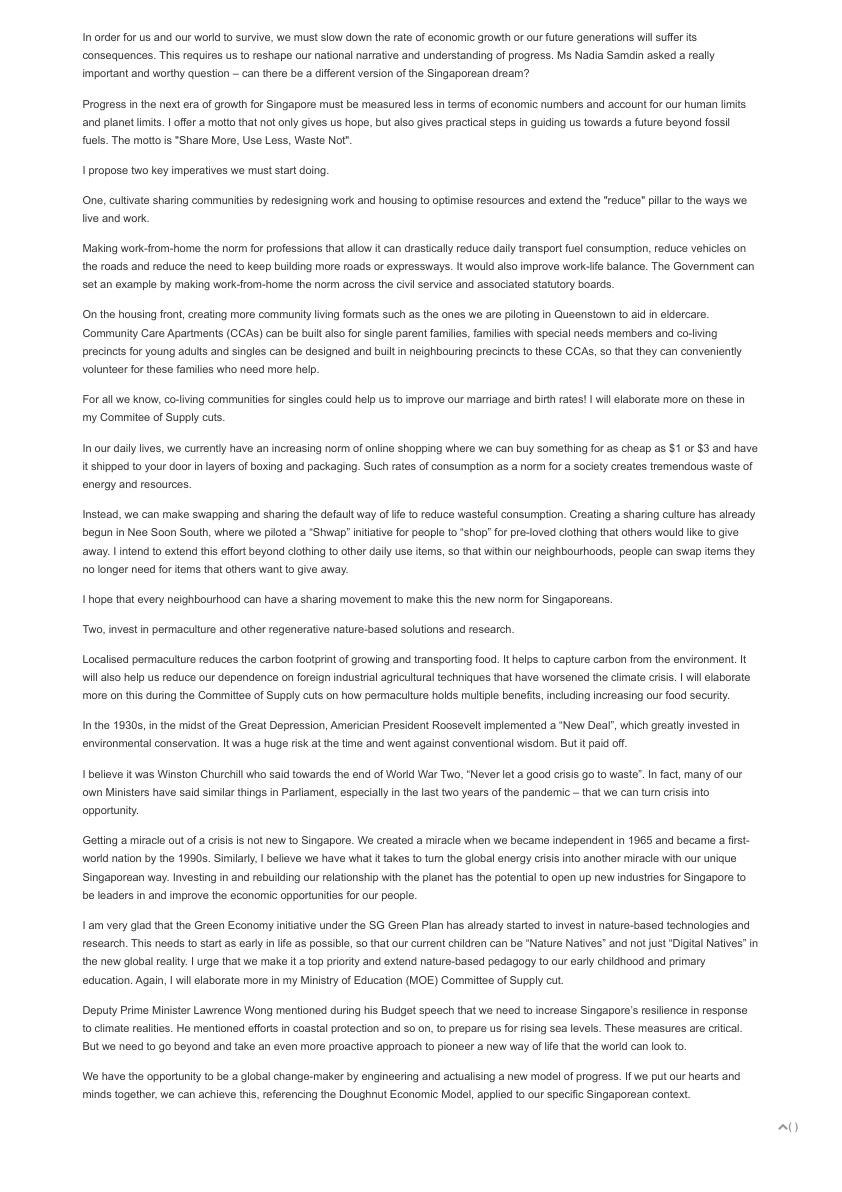 In order for us and our world to survive, we must slow down the rate of economic growth or our future generations will suffer its
consequences. This requires us to reshape our national narrative and understanding of progress. Ms Nadia Samdin asked a really
important and worthy question – can there be a different version of the Singaporean dream?
Progress in the next era of growth for Singapore must be measured less in terms of economic numbers and account for our human limits
and planet limits. I offer a motto that not only gives us hope, but also gives practical steps in guiding us towards a future beyond fossil
fuels. The motto is "Share More, Use Less, Waste Not".
I propose two key imperatives we must start doing.
One, cultivate sharing communities by redesigning work and housing to optimise resources and extend the "reduce" pillar to the ways we
live and work.
Making work-from-home the norm for professions that allow it can drastically reduce daily transport fuel consumption, reduce vehicles on
the roads and reduce the need to keep building more roads or expressways. It would also improve work-life balance. The Government can
set an example by making work-from-home the norm across the civil service and associated statutory boards.
On the housing front, creating more community living formats such as the ones we are piloting in Queenstown to aid in eldercare.
Community Care Apartments (CCAs) can be built also for single parent families, families with special needs members and co-living
precincts for young adults and singles can be designed and built in neighbouring precincts to these CCAs, so that they can conveniently
volunteer for these families who need more help.
For all we know, co-living communities for singles could help us to improve our marriage and birth rates! I will elaborate more on these in
my Commitee of Supply cuts.
In our daily lives, we currently have an increasing norm of online shopping where we can buy something for as cheap as $1 or $3 and have
it shipped to your door in layers of boxing and packaging. Such rates of consumption as a norm for a society creates tremendous waste of
energy and resources.
Instead, we can make swapping and sharing the default way of life to reduce wasteful consumption. Creating a sharing culture has already
begun in Nee Soon South, where we piloted a “Shwap” initiative for people to “shop” for pre-loved clothing that others would like to give
away. I intend to extend this effort beyond clothing to other daily use items, so that within our neighbourhoods, people can swap items they
no longer need for items that others want to give away.
I hope that every neighbourhood can have a sharing movement to make this the new norm for Singaporeans.
Two, invest in permaculture and other regenerative nature-based solutions and research.
Localised permaculture reduces the carbon footprint of growing and transporting food. It helps to capture carbon from the environment. It
will also help us reduce our dependence on foreign industrial agricultural techniques that have worsened the climate crisis. I will elaborate
more on this during the Committee of Supply cuts on how permaculture holds multiple benefits, including increasing our food security.
In the 1930s, in the midst of the Great Depression, Amercian President Roosevelt implemented a “New Deal”, which greatly invested in
environmental conservation. It was a huge risk at the time and went against conventional wisdom. But it paid off.
I believe it was Winston Churchill who said towards the end of World War Two, “Never let a good crisis go to waste”. In fact, many of our
own Ministers have said similar things in Parliament, especially in the last two years of the pandemic – that we can turn crisis into
opportunity.
Getting a miracle out of a crisis is not new to Singapore. We created a miracle when we became independent in 1965 and became a first-
world nation by the 1990s. Similarly, I believe we have what it takes to turn the global energy crisis into another miracle with our unique
Singaporean way. Investing in and rebuilding our relationship with the planet has the potential to open up new industries for Singapore to
be leaders in and improve the economic opportunities for our people.
I am very glad that the Green Economy initiative under the SG Green Plan has already started to invest in nature-based technologies and
research. This needs to start as early in life as possible, so that our current children can be “Nature Natives” and not just “Digital Natives” in
the new global reality. I urge that we make it a top priority and extend nature-based pedagogy to our early childhood and primary
education. Again, I will elaborate more in my Ministry of Education (MOE) Committee of Supply cut.
Deputy Prime Minister Lawrence Wong mentioned during his Budget speech that we need to increase Singapore’s resilience in response
to climate realities. He mentioned efforts in coastal protection and so on, to prepare us for rising sea levels. These measures are critical.
But we need to go beyond and take an even more proactive approach to pioneer a new way of life that the world can look to.
We have the opportunity to be a global change-maker by engineering and actualising a new model of progress. If we put our hearts and
minds together, we can achieve this, referencing the Doughnut Economic Model, applied to our specific Singaporean context.
( )